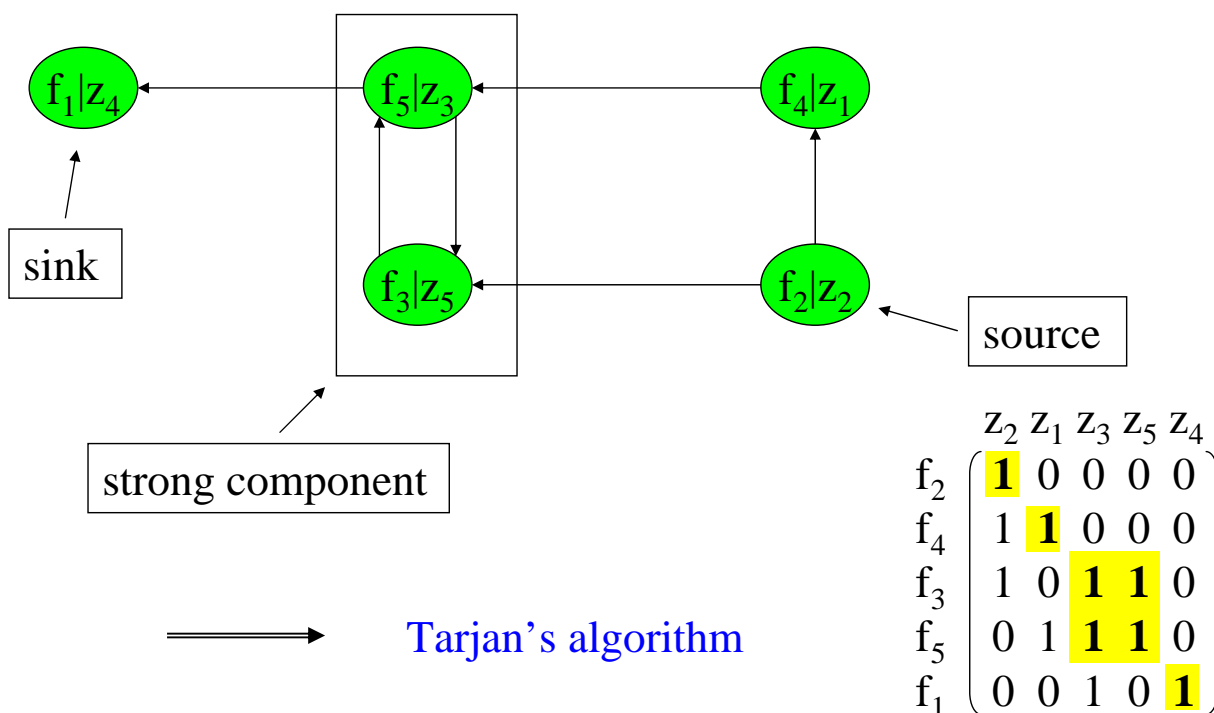 f₁|z₄ f₅|z₃ f₄|z₁
sink
f₃|z₅ f₂|z₂
source
strong component
z₂ z₁ z₃ z₅ z₄
f₂ 1 0 0 0 0
f₄ 1 1 0 0 0
f₃ 1 0 1 1 0
f₅ 0 1 1 1 0
f₁ 0 0 1 0 1
Tarjan’s algorithm